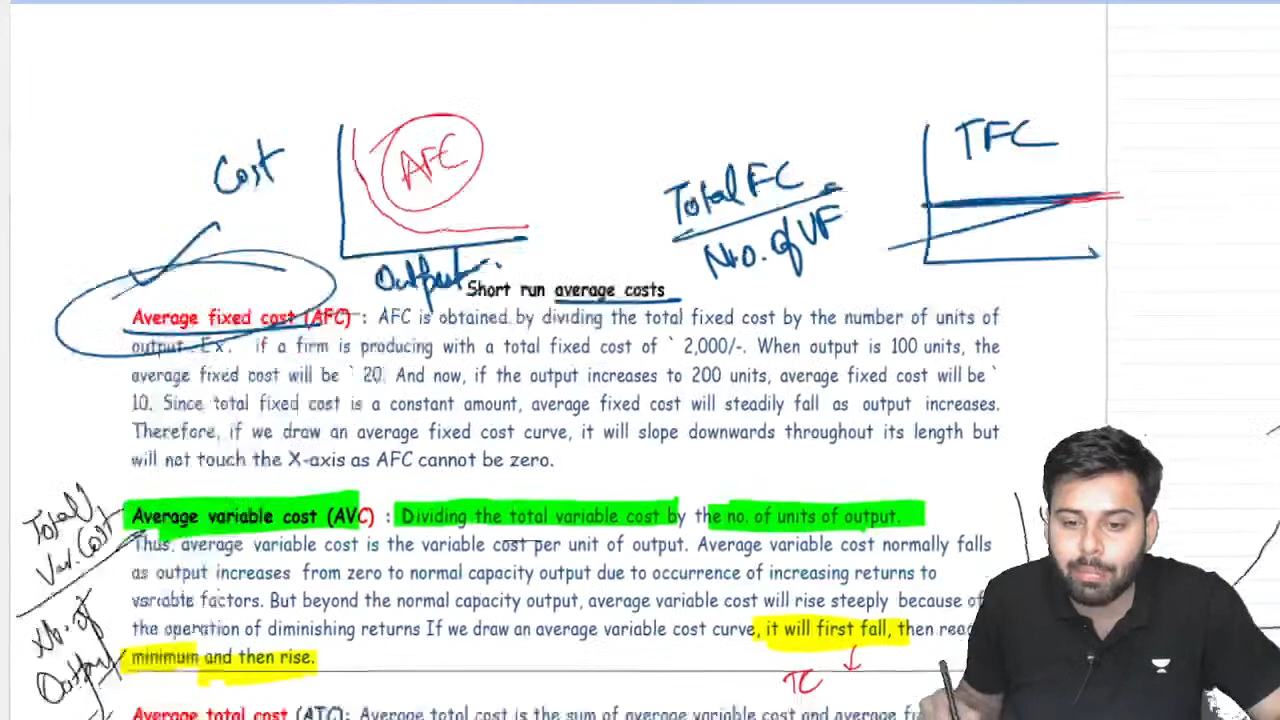 Cost
AFC
Output
Total FC
No. of VF
TFC
Short run average costs
Average fixed cost (AFC) : AFC is obtained by dividing the total fixed cost by the number of units of
output. Ex. if a firm is producing with a total fixed cost of ` 2,000/-. When output is 100 units, the
average fixed cost will be ` 20. And now, if the output increases to 200 units, average fixed cost will be `
10. Since total fixed cost is a constant amount, average fixed cost will steadily fall as output increases.
Therefore, if we draw an average fixed cost curve, it will slope downwards throughout its length but
will not touch the X-axis as AFC cannot be zero.
Average variable cost (AVC) : Dividing the total variable cost by the no. of units of output.
Thus, average variable cost is the variable cost per unit of output. Average variable cost normally falls
as output increases from zero to normal capacity output due to occurrence of increasing returns to
variable factors. But beyond the normal capacity output, average variable cost will rise steeply because of
the operation of diminishing returns If we draw an average variable cost curve, it will first fall, then
minimum and then rise.
Total
Var. Cost
No. of
Output
TC
Average total cost (ATC): Average total cost is the sum of average variable cost and average